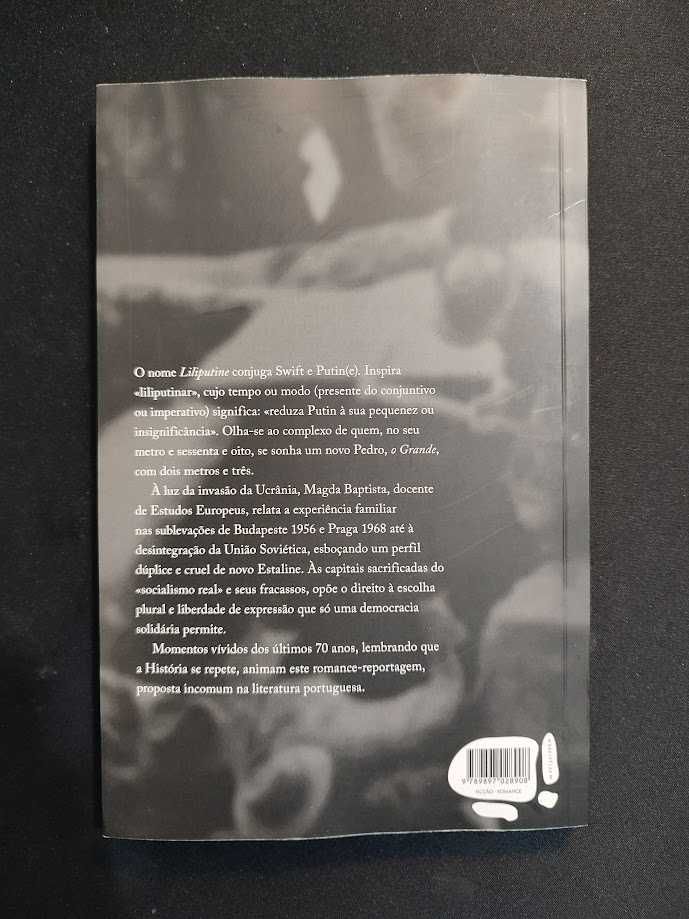 O nome Liliputine conjuga Swift e Putin(e). Inspira
«liliputinar», cujo tempo ou modo (presente do conjuntivo
ou imperativo) significa: «reduza Putin à sua pequenez ou
insignificância». Olha-se ao complexo de quem, no seu
metro e sessenta e oito, se sonha um novo Pedro, o Grande,
com dois metros e três.
À luz da invasão da Ucrânia, Magda Baptista, docente
de Estudos Europeus, relata a experiência familiar
nas sublevações de Budapeste 1956 e Praga 1968 até à
desintegração da União Soviética, esboçando um perfil
dúplice e cruel de novo Estaline. Às capitais sacrificadas do
«socialismo real» e seus fracassos, opõe o direito à escolha
plural e liberdade de expressão que só uma democracia
solidária permite.
Momentos vívidos dos últimos 70 anos, lembrando que
a História se repete, animam este romance-reportagem,
proposta incomum na literatura portuguesa.
9 789897 028908
FICÇÃO · ROMANCE